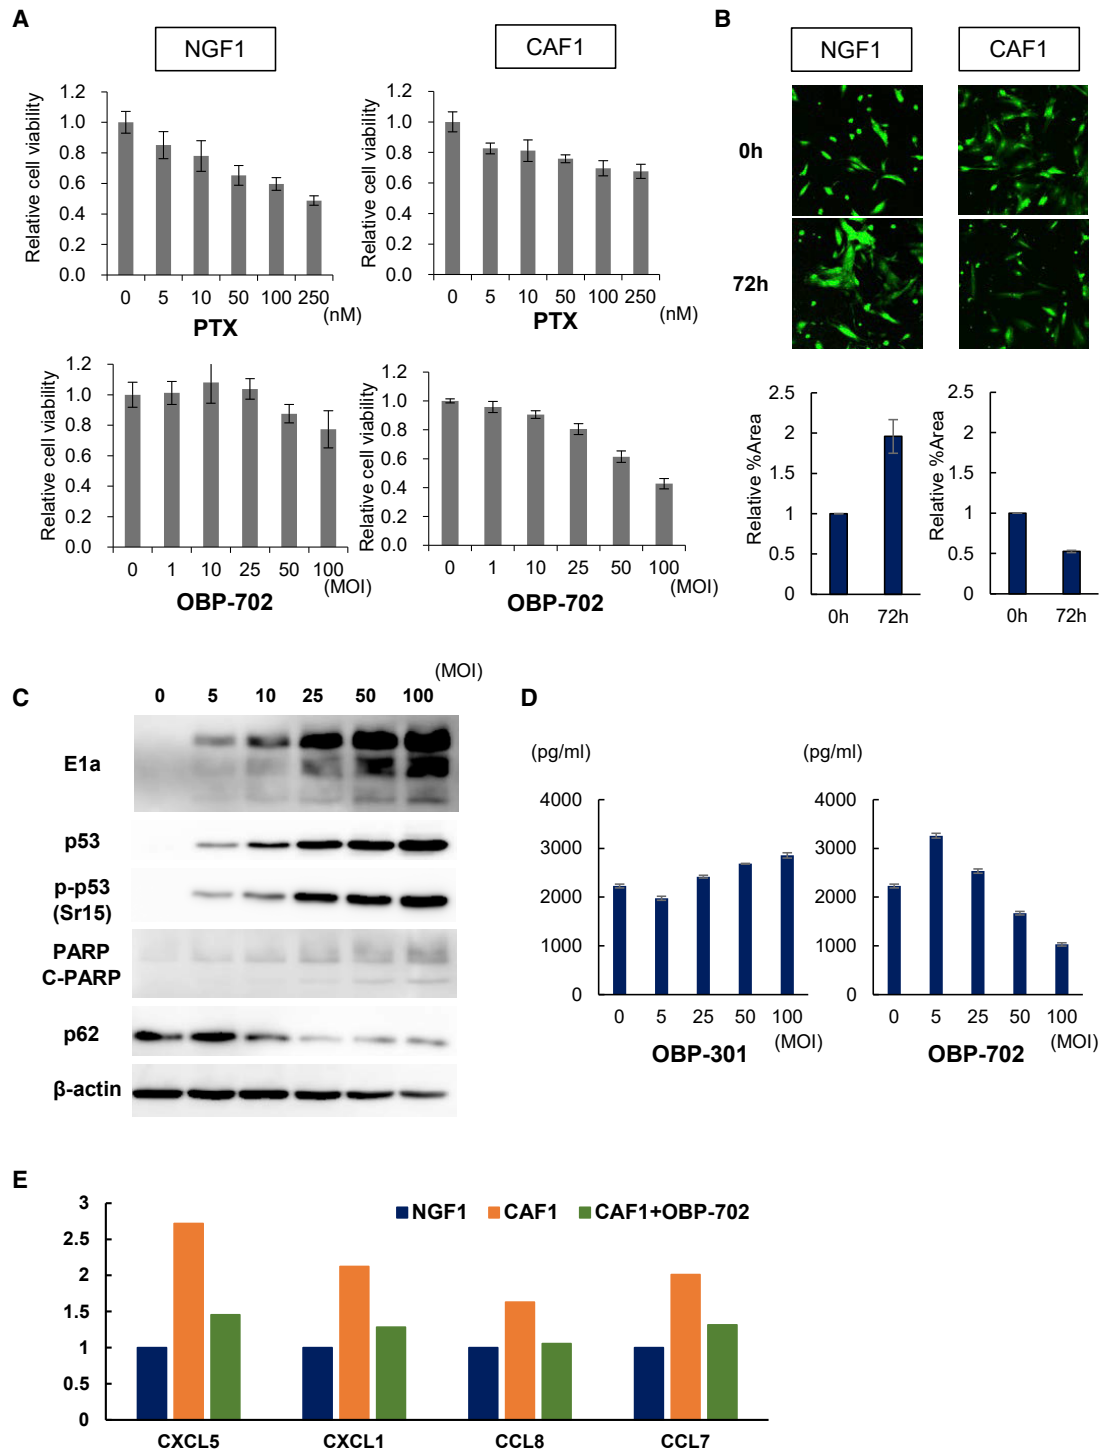 A
NGF1
CAF1
Relative cell viability
1.2
1.0
0.8
0.6
0.4
0.2
0.0
0 5 10 50 100 250
(nM)
PTX
Relative cell viability
1.2
1.0
0.8
0.6
0.4
0.2
0.0
0 5 10 50 100 250
(nM)
PTX
Relative cell viability
1.2
1.0
0.8
0.6
0.4
0.2
0.0
0 1 10 25 50 100
(MOI)
OBP-702
Relative cell viability
1.2
1.0
0.8
0.6
0.4
0.2
0.0
0 1 10 25 50 100
(MOI)
OBP-702
B
NGF1
CAF1
0h
72h
Relative %Area
2.5
2
1.5
1
0.5
0
0h 72h
Relative %Area
2.5
2
1.5
1
0.5
0
0h 72h
C
(MOI)
0 5 10 25 50 100
E1a
p53
p-p53
(Sr15)
PARP
C-PARP
p62
β-actin
D
(pg/ml)
4000
3000
2000
1000
0
0 5 25 50 100
(MOI)
OBP-301
(pg/ml)
4000
3000
2000
1000
0
0 5 25 50 100
(MOI)
OBP-702
E
3
2.5
2
1.5
1
0.5
0
NGF1 CAF1 CAF1+OBP-702
CXCL5 CXCL1 CCL8 CCL7